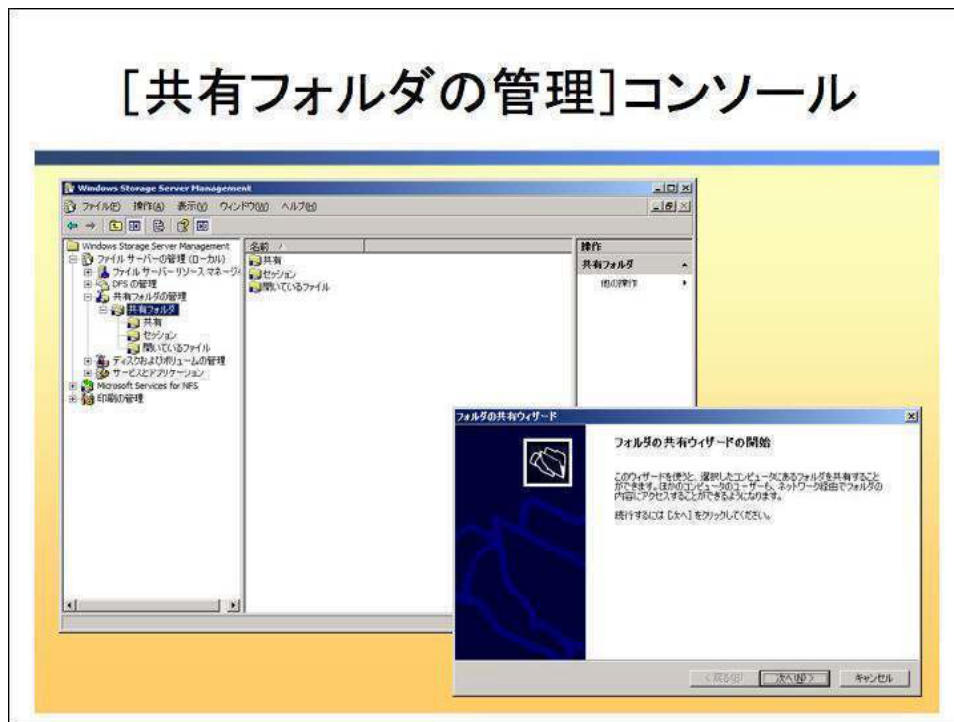 [共有フォルダの管理]コンソール
Windows Storage Server Management
ファイル(F) 操作(A) 表示(V) ウィンドウ(W) ヘルプ(H)
Windows Storage Server Management
ファイル サーバーの管理 (ローカル)
ファイル サーバー リソース マネージ
DFS の管理
共有フォルダの管理
共有フォルダ
共有
セッション
開いているファイル
ディスクおよびボリュームの管理
サービスとアプリケーション
Microsoft Services for NFS
印刷の管理
名前
共有
セッション
開いているファイル
操作
共有フォルダ
他の操作
フォルダの共有ウィザード
フォルダの共有ウィザードの開始
このウィザードを使うと、選択したコンピュータにあるフォルダを共有すること
ができます。ほかのコンピュータのユーザーも、ネットワーク経由でフォルダの
内容にアクセスすることができるようになります。
続行するには [次へ] をクリックしてください。
< 戻る(B) 次へ(N) > キャンセル